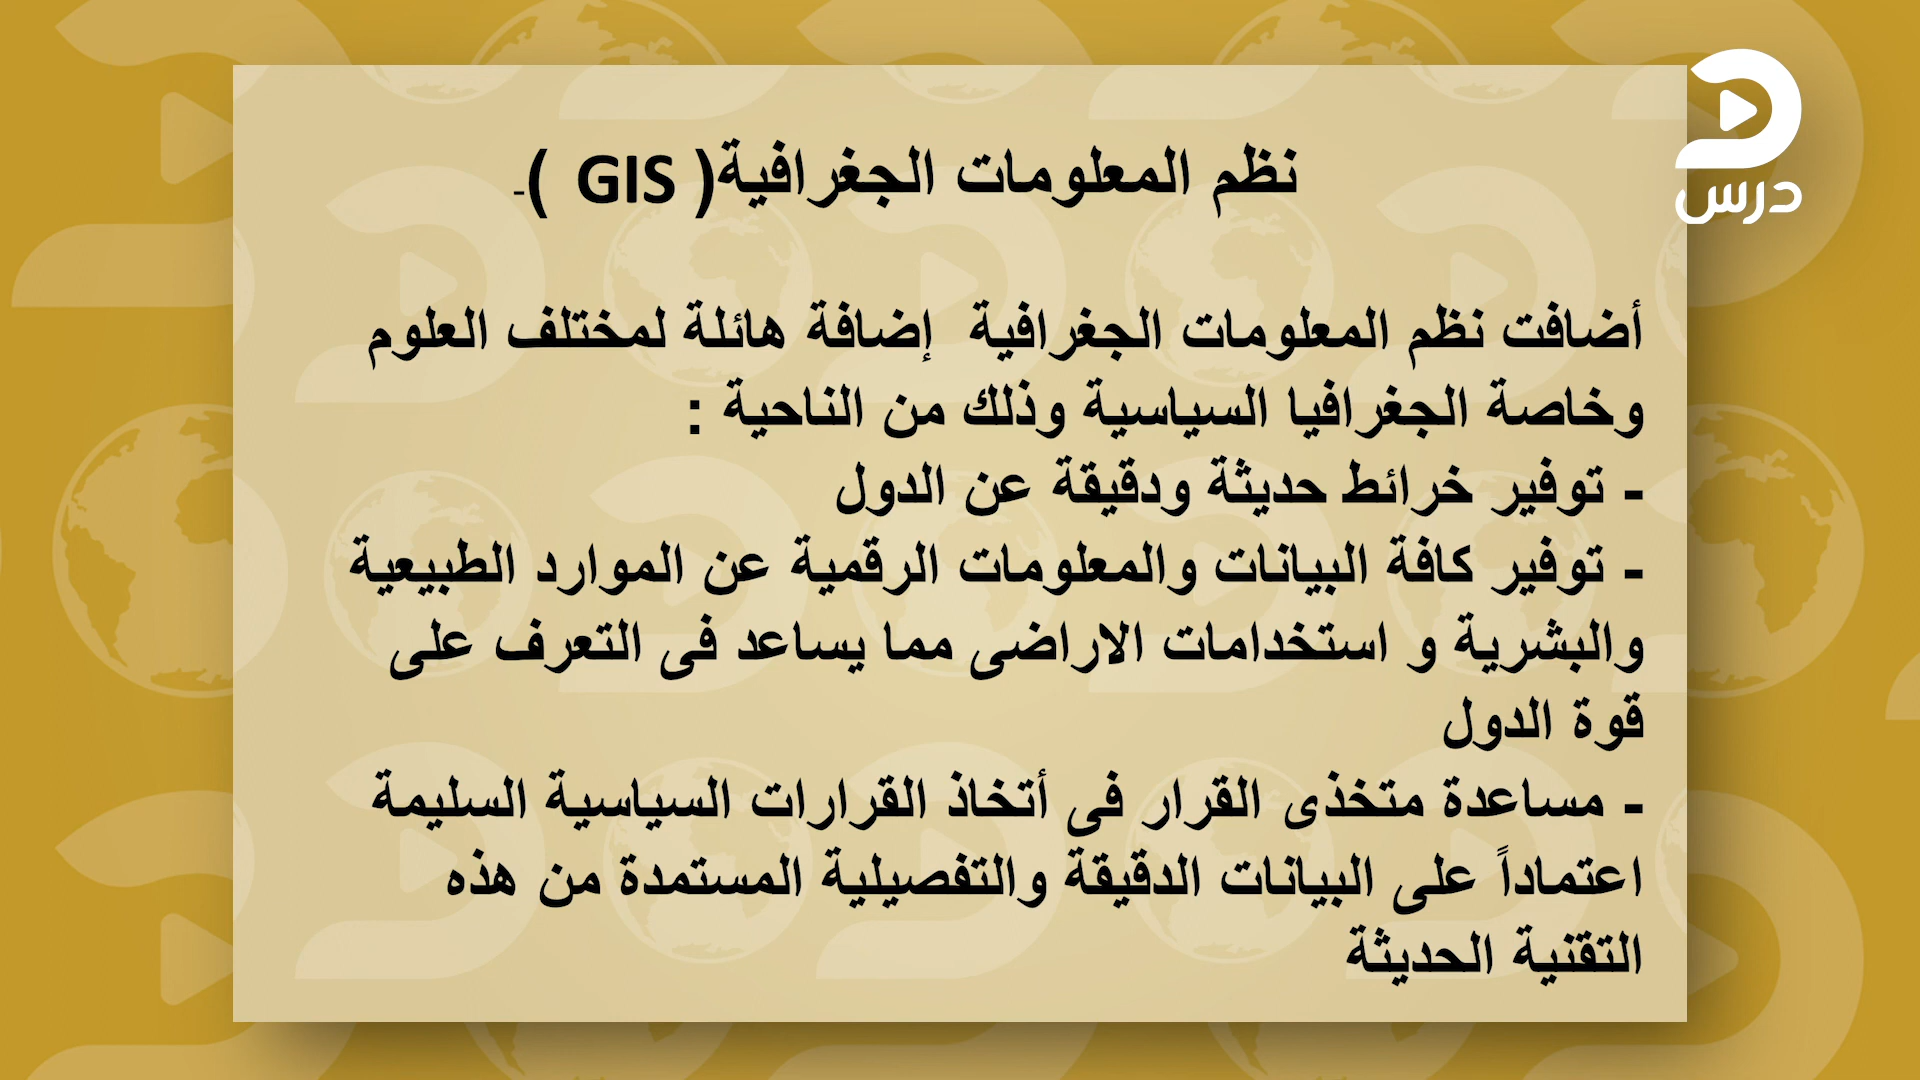 نظم المعلومات الجغرافية( GIS )-
درس
أضافت نظم المعلومات الجغرافية إضافة هائلة لمختلف العلوم
وخاصة الجغرافيا السياسية وذلك من الناحية :
- توفير خرائط حديثة ودقيقة عن الدول
- توفير كافة البيانات والمعلومات الرقمية عن الموارد الطبيعية
والبشرية و استخدامات الاراضى مما يساعد فى التعرف على
قوة الدول
- مساعدة متخذى القرار فى أتخاذ القرارات السياسية السليمة
اعتماداً على البيانات الدقيقة والتفصيلية المستمدة من هذه
التقنية الحديثة